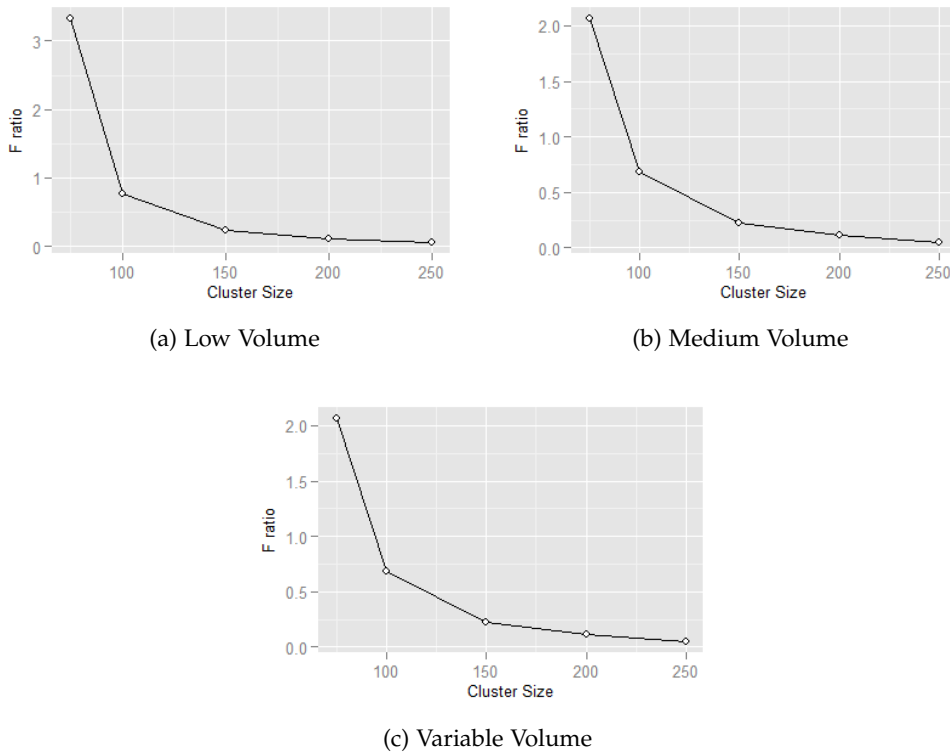 3
2
1
0
F ratio
100 150 200 250
Cluster Size
(a) Low Volume
2.0
1.5
1.0
0.5
0.0
F ratio
100 150 200 250
Cluster Size
(b) Medium Volume
2.0
1.5
1.0
0.5
0.0
F ratio
100 150 200 250
Cluster Size
(c) Variable Volume